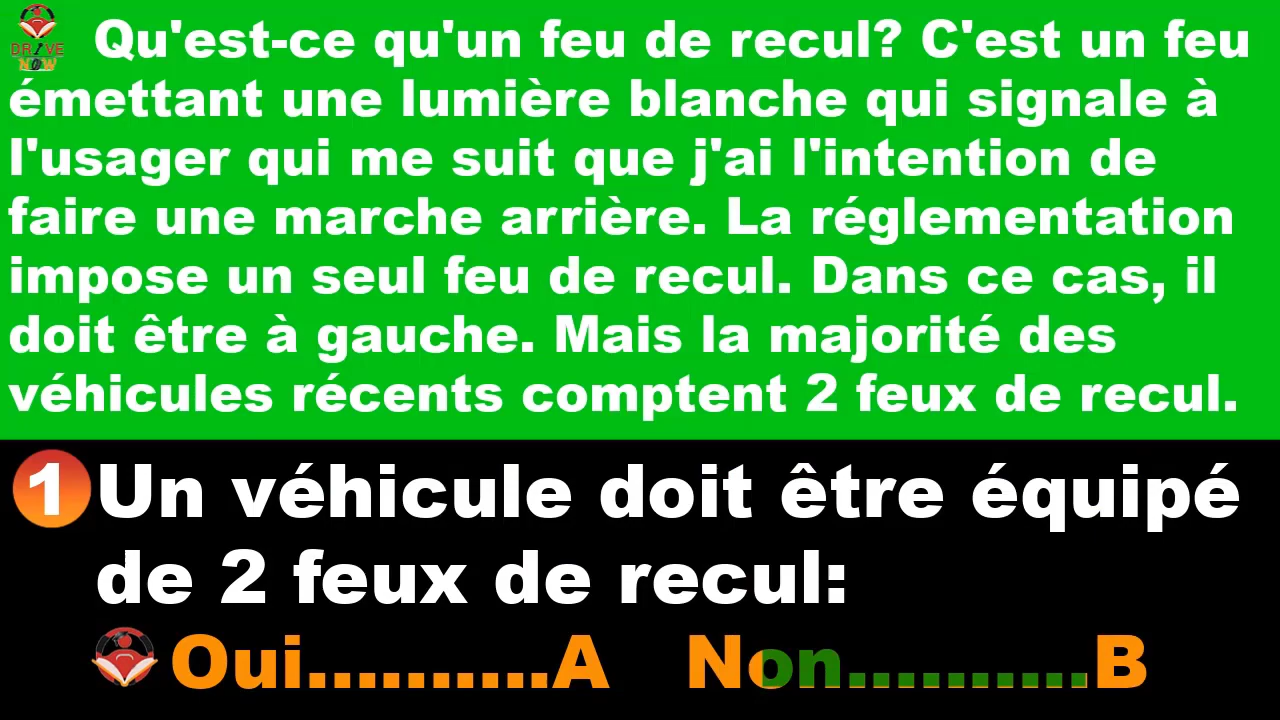 DRIVE
NOW
Qu'est-ce qu'un feu de recul? C'est un feu
émettant une lumière blanche qui signale à
l'usager qui me suit que j'ai l'intention de
faire une marche arrière. La réglementation
impose un seul feu de recul. Dans ce cas, il
doit être à gauche. Mais la majorité des
véhicules récents comptent 2 feux de recul.
1 Un véhicule doit être équipé
de 2 feux de recul:
Oui..........A Non..........B